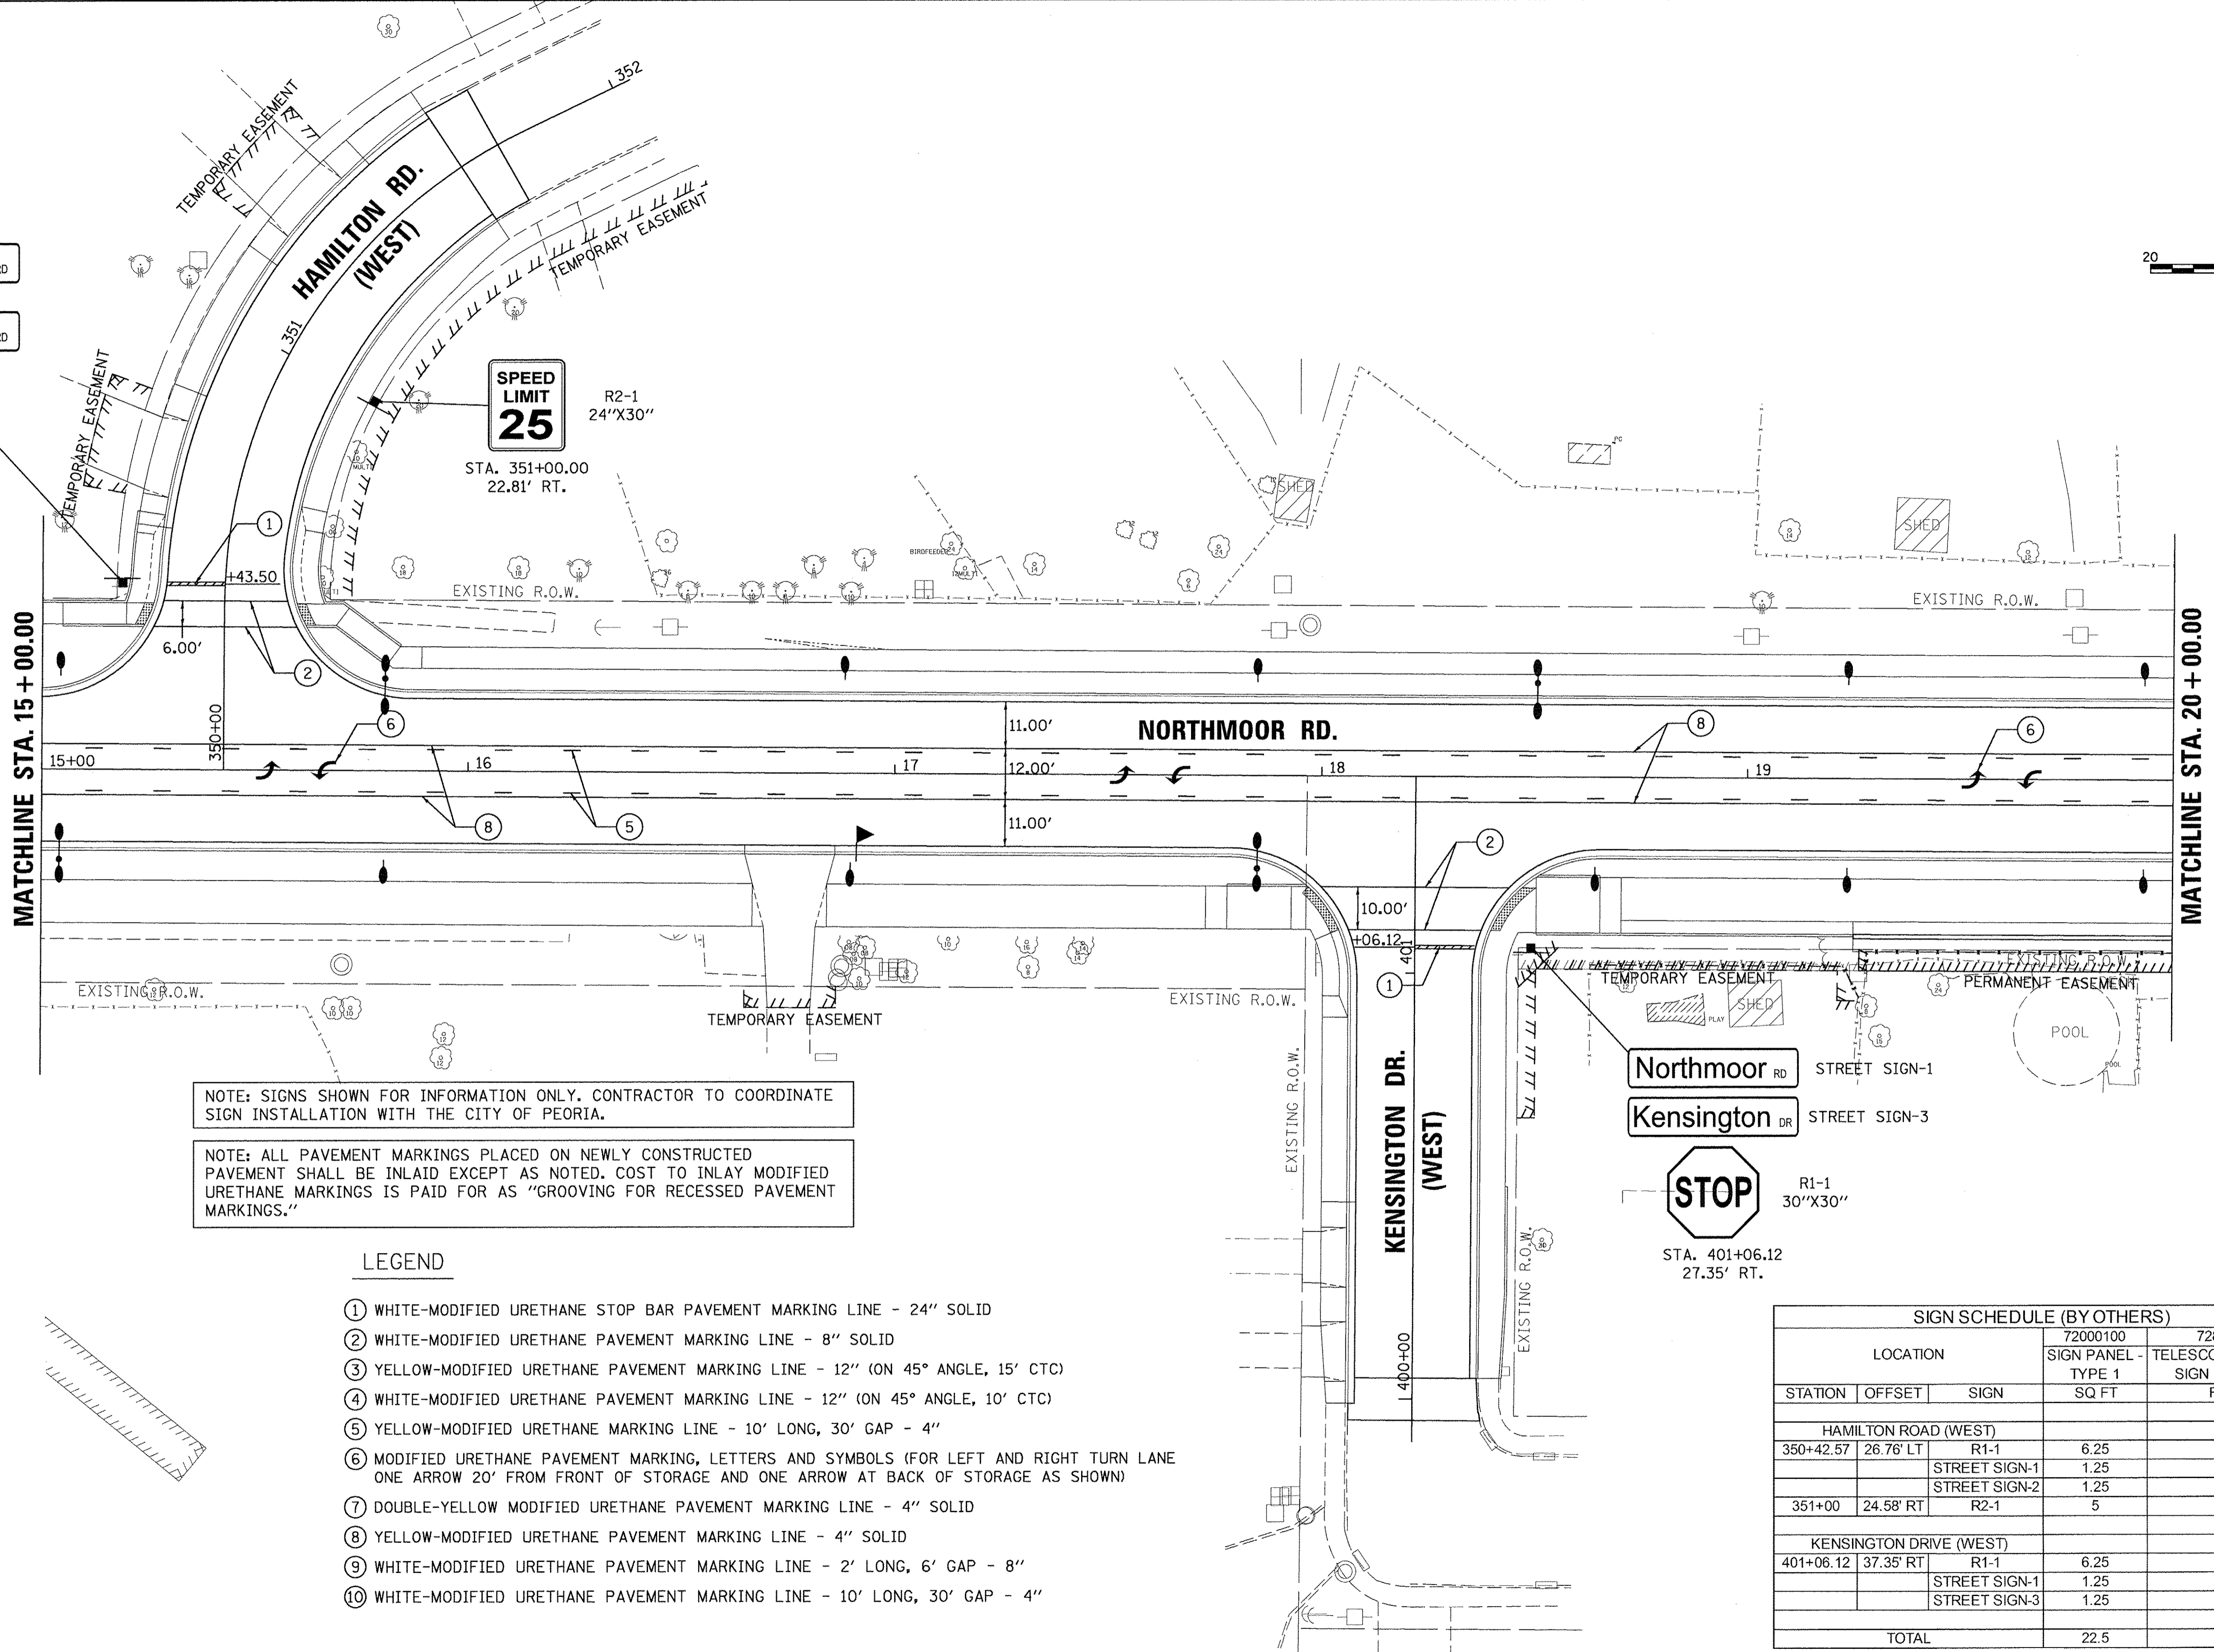 352
TEMPORARY EASEMENT
HAMILTON RD.
(WEST)
TEMPORARY EASEMENT
351
20
RD
RD
TEMPORARY EASEMENT
SPEED
LIMIT
25
R2-1
24"X30"
STA. 351+00.00
22.81' RT.
SHED
SHED
BIRDFEEDER
1
+43.50
EXISTING R.O.W.
EXISTING R.O.W.
6.00'
2
MATCHLINE STA. 15 + 00.00
MATCHLINE STA. 20 + 00.00
350+00
6
11.00'
NORTHMOOR RD.
8
6
15+00
16
17
12.00'
18
19
8
5
11.00'
2
10.00'
+06.12
401
1
EXISTING R.O.W.
TEMPORARY EASEMENT
EXISTING R.O.W.
EXISTING R.O.W.
TEMPORARY EASEMENT
PERMANENT EASEMENT
SHED
PLAY
POOL
POOL
NOTE: SIGNS SHOWN FOR INFORMATION ONLY. CONTRACTOR TO COORDINATE
SIGN INSTALLATION WITH THE CITY OF PEORIA.
NOTE: ALL PAVEMENT MARKINGS PLACED ON NEWLY CONSTRUCTED
PAVEMENT SHALL BE INLAID EXCEPT AS NOTED. COST TO INLAY MODIFIED
URETHANE MARKINGS IS PAID FOR AS "GROOVING FOR RECESSED PAVEMENT
MARKINGS."
EXISTING R.O.W.
KENSINGTON DR.
(WEST)
EXISTING R.O.W.
400+00
Northmoor RD STREET SIGN-1
Kensington DR STREET SIGN-3
STOP
R1-1
30"X30"
STA. 401+06.12
27.35' RT.
LEGEND
1 WHITE-MODIFIED URETHANE STOP BAR PAVEMENT MARKING LINE - 24" SOLID
2 WHITE-MODIFIED URETHANE PAVEMENT MARKING LINE - 8" SOLID
3 YELLOW-MODIFIED URETHANE PAVEMENT MARKING LINE - 12" (ON 45° ANGLE, 15' CTC)
4 WHITE-MODIFIED URETHANE PAVEMENT MARKING LINE - 12" (ON 45° ANGLE, 10' CTC)
5 YELLOW-MODIFIED URETHANE MARKING LINE - 10' LONG, 30' GAP - 4"
6 MODIFIED URETHANE PAVEMENT MARKING, LETTERS AND SYMBOLS (FOR LEFT AND RIGHT TURN LANE
ONE ARROW 20' FROM FRONT OF STORAGE AND ONE ARROW AT BACK OF STORAGE AS SHOWN)
7 DOUBLE-YELLOW MODIFIED URETHANE PAVEMENT MARKING LINE - 4" SOLID
8 YELLOW-MODIFIED URETHANE PAVEMENT MARKING LINE - 4" SOLID
9 WHITE-MODIFIED URETHANE PAVEMENT MARKING LINE - 2' LONG, 6' GAP - 8"
10 WHITE-MODIFIED URETHANE PAVEMENT MARKING LINE - 10' LONG, 30' GAP - 4"
SIGN SCHEDULE (BY OTHERS)
LOCATION 72000100
SIGN PANEL - TELESCO
TYPE 1 SIGN
STATION OFFSET SIGN SQ FT
HAMILTON ROAD (WEST)
350+42.57 26.76' LT R1-1 6.25
STREET SIGN-1 1.25
STREET SIGN-2 1.25
351+00 24.58' RT R2-1 5
KENSINGTON DRIVE (WEST)
401+06.12 37.35' RT R1-1 6.25
STREET SIGN-1 1.25
STREET SIGN-3 1.25
TOTAL 22.5